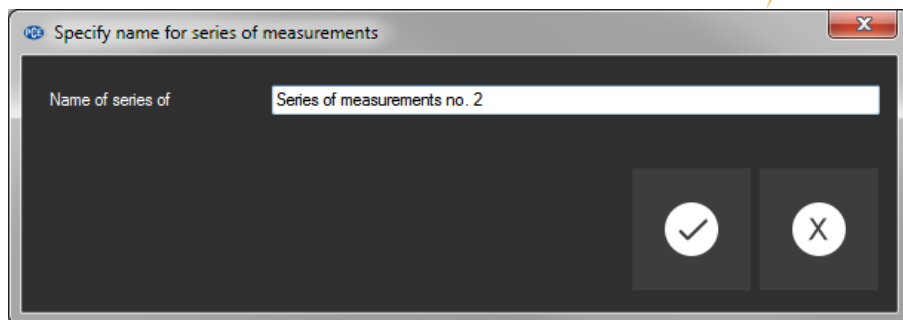 PCE Specify name for series of measurements
Name of series of Series of measurements no. 2
X